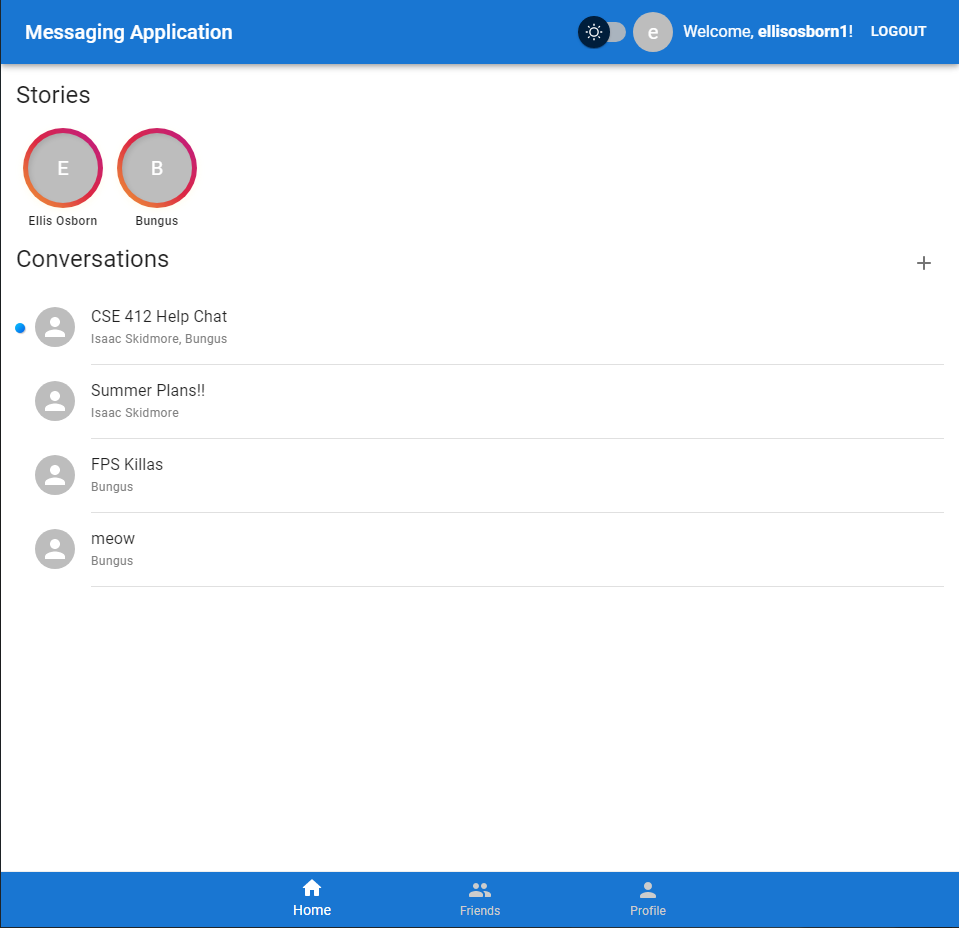 Messaging Application
e
Welcome, ellisosborn1!
LOGOUT
Stories
E
B
Ellis Osborn
Bungus
Conversations
CSE 412 Help Chat
Isaac Skidmore, Bungus
Summer Plans!!
Isaac Skidmore
FPS Killas
Bungus
meow
Bungus
Home
Friends
Profile